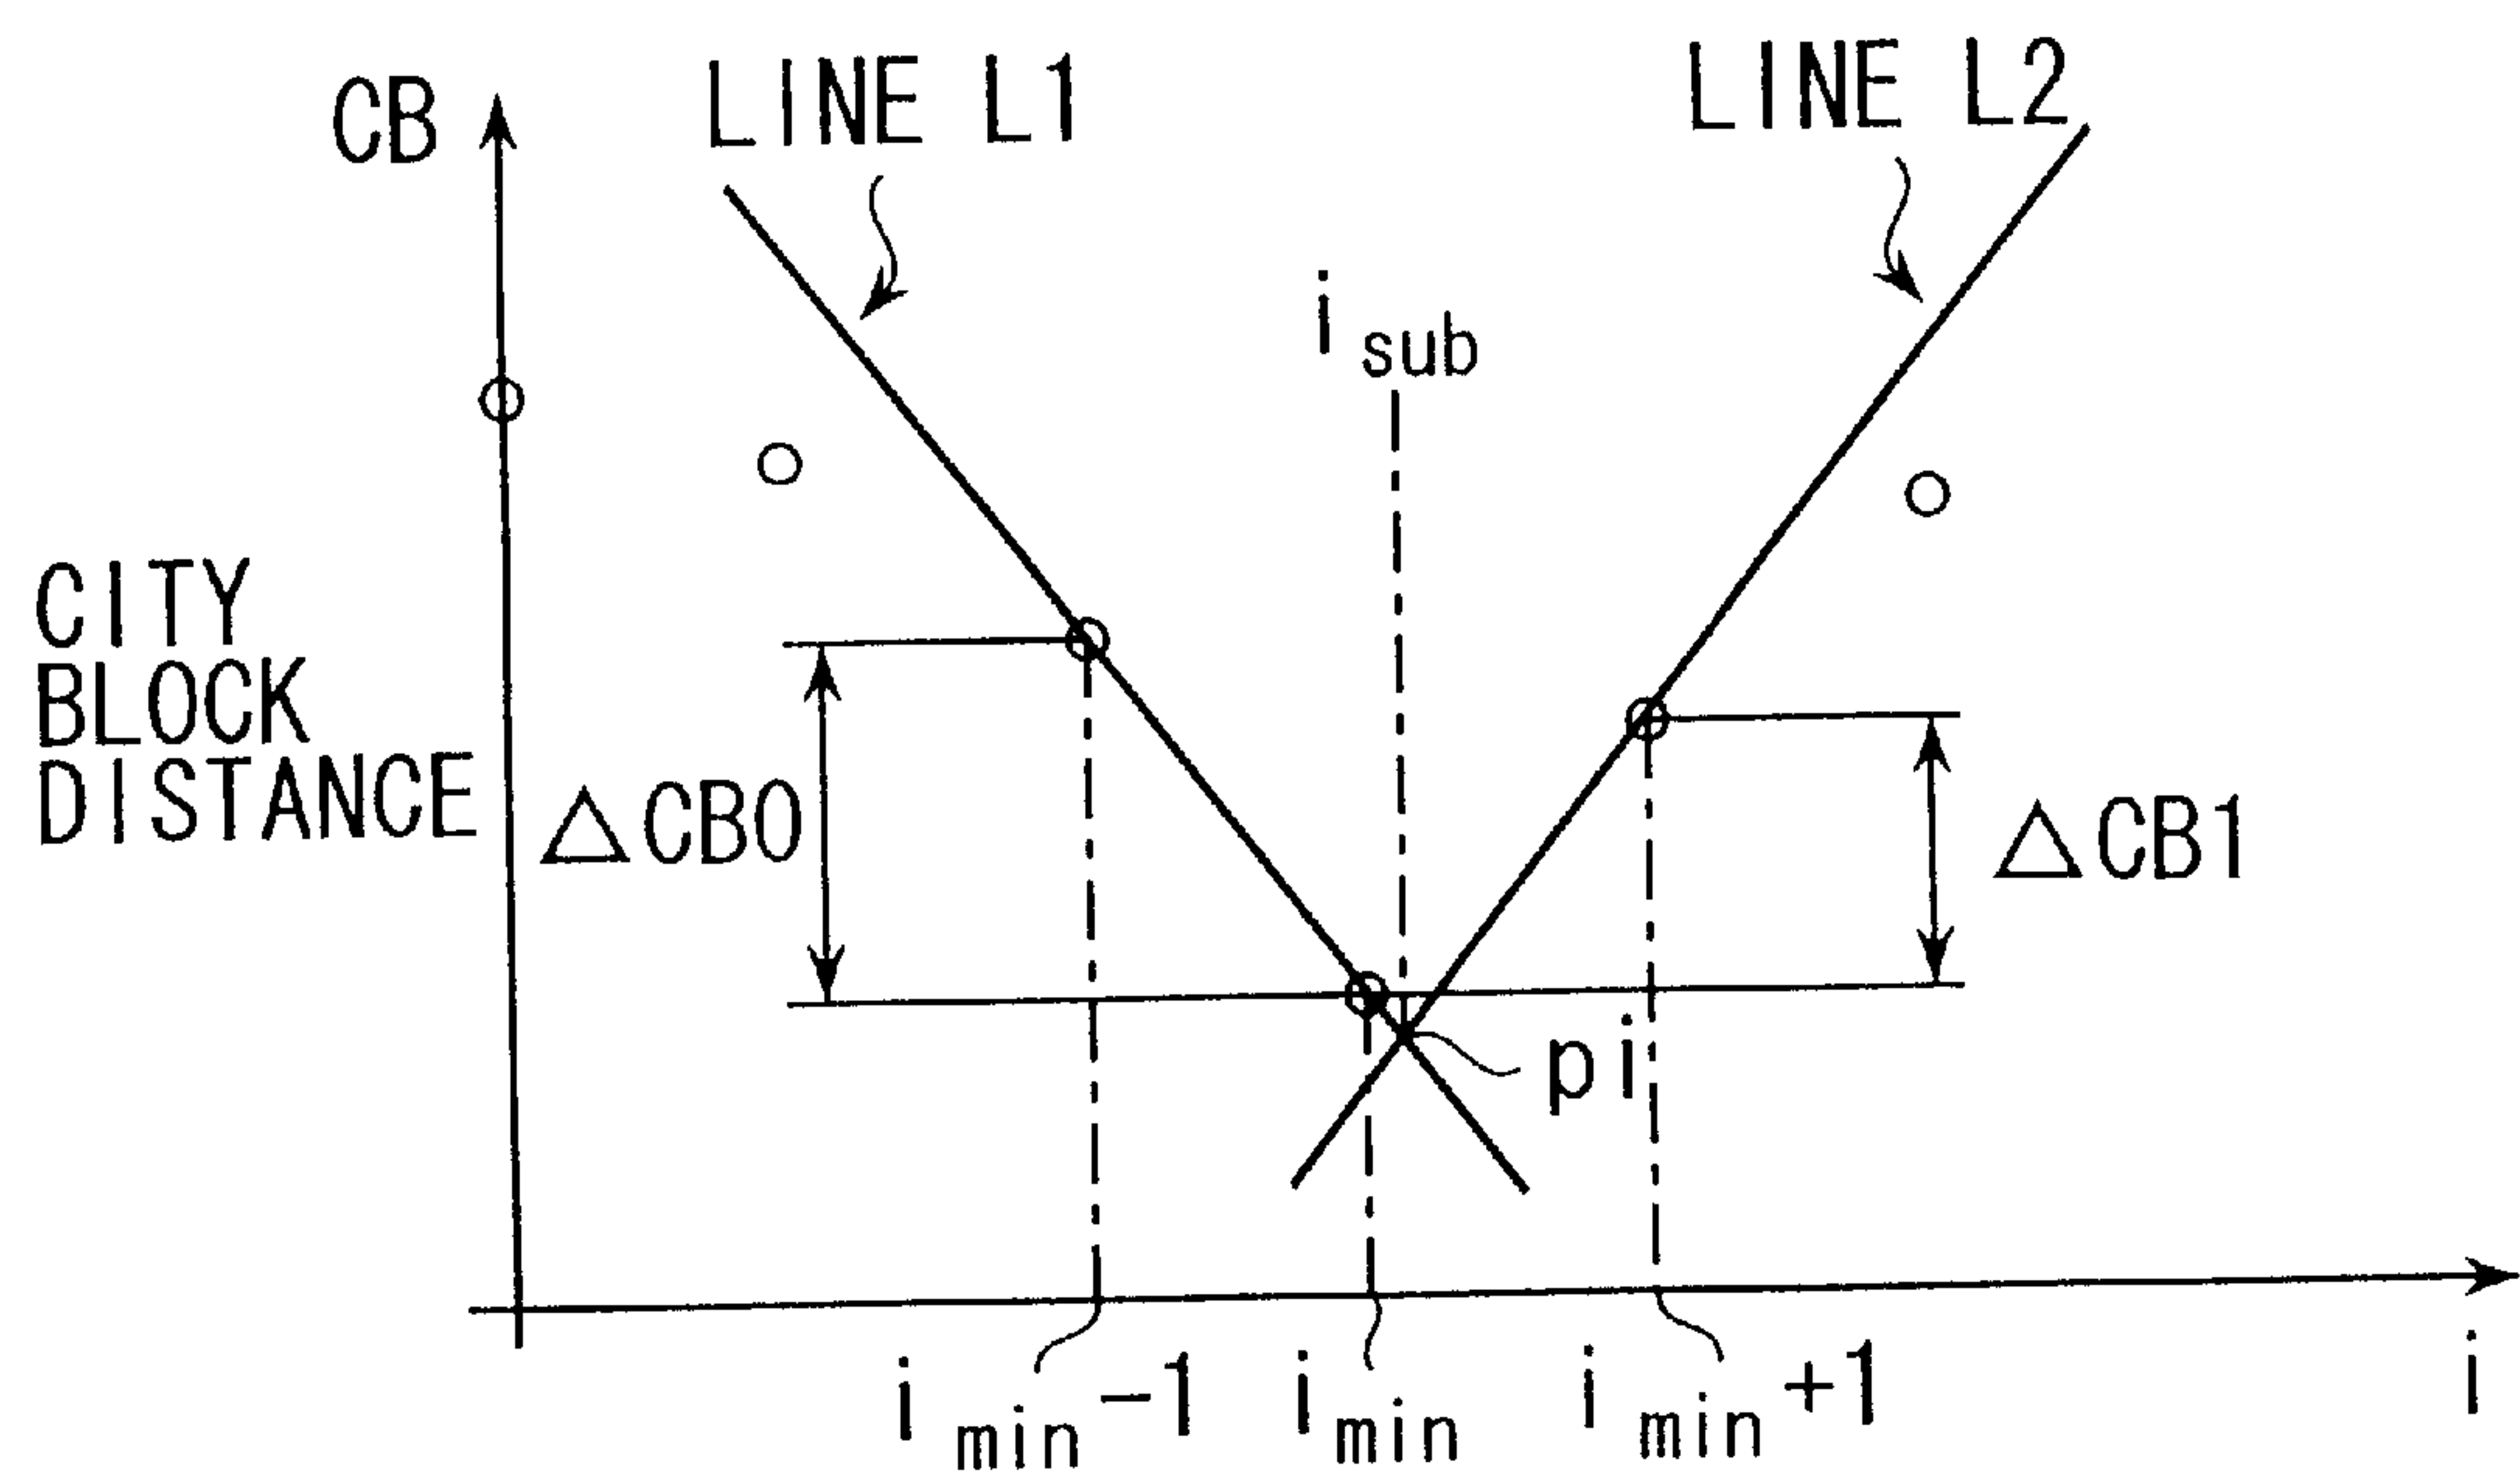 CB
LINE L1
LINE L2
i sub
CITY
BLOCK
DISTANCE
△CB0
△CB1
pi
i min -1
i min
i min +1
i